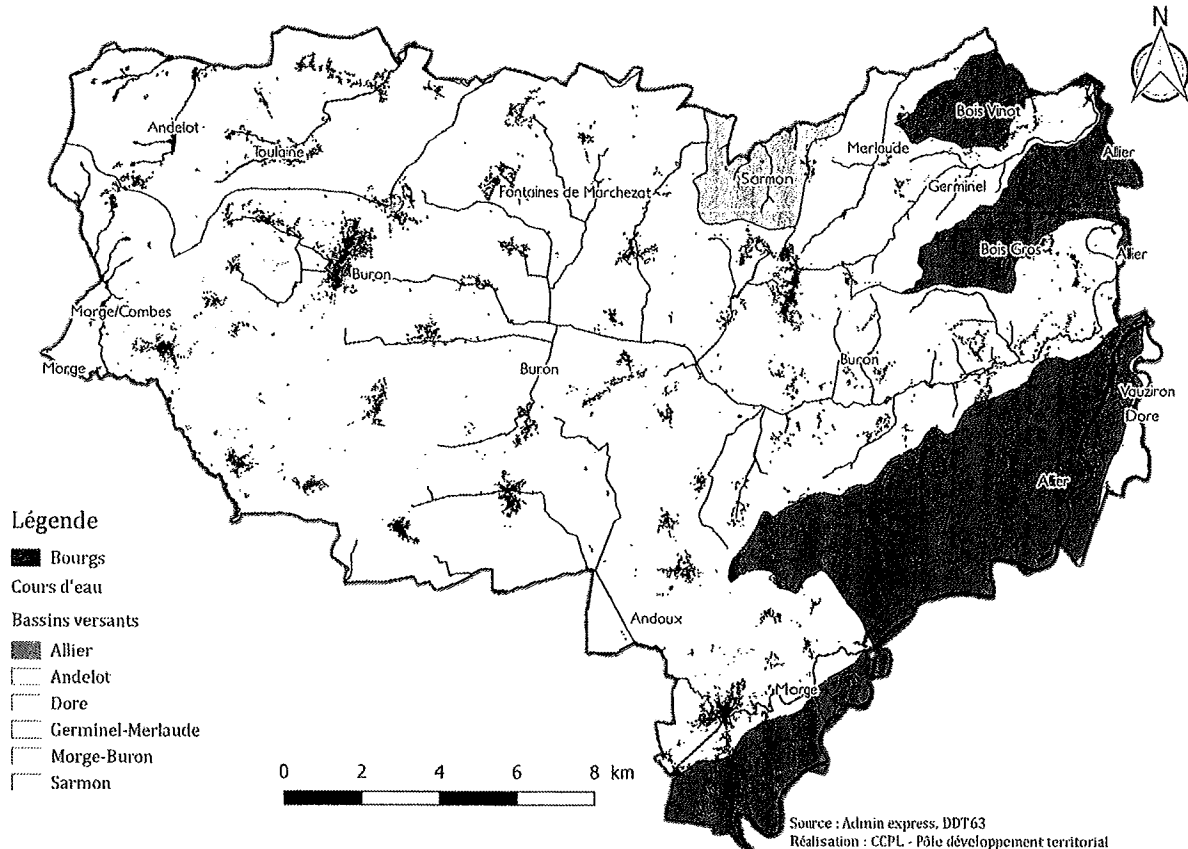 N
Bois Vinot
Andelot
Allier
Toulaine
Merlaude
Sarmon
Germinel
Fontaines de Marchezat
Bois Gros
Allier
Buron
Morge/Combes
Buron
Morge
Buron
Vauziron
Dore
Allier
Légende
Bourgs
Cours d'eau
Andoux
Bassins versants
Allier
Andelot
Morge
Dore
Germinel-Merlaude
Morge-Buron
Sarmon
0 2 4 6 8 km
Source : Admin express, DDT63
Réalisation : CCPL - Pôle développement territorial